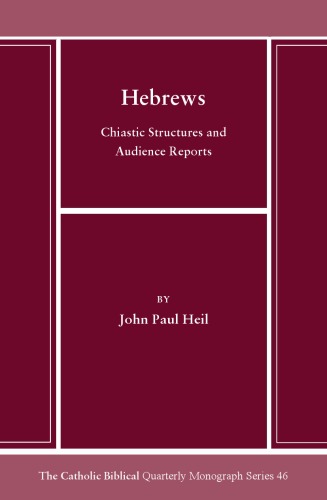 Hebrews
Chiastic Structures and
Audience Reports
BY
John Paul Heil
The Catholic Biblical Quarterly Monograph Series 46